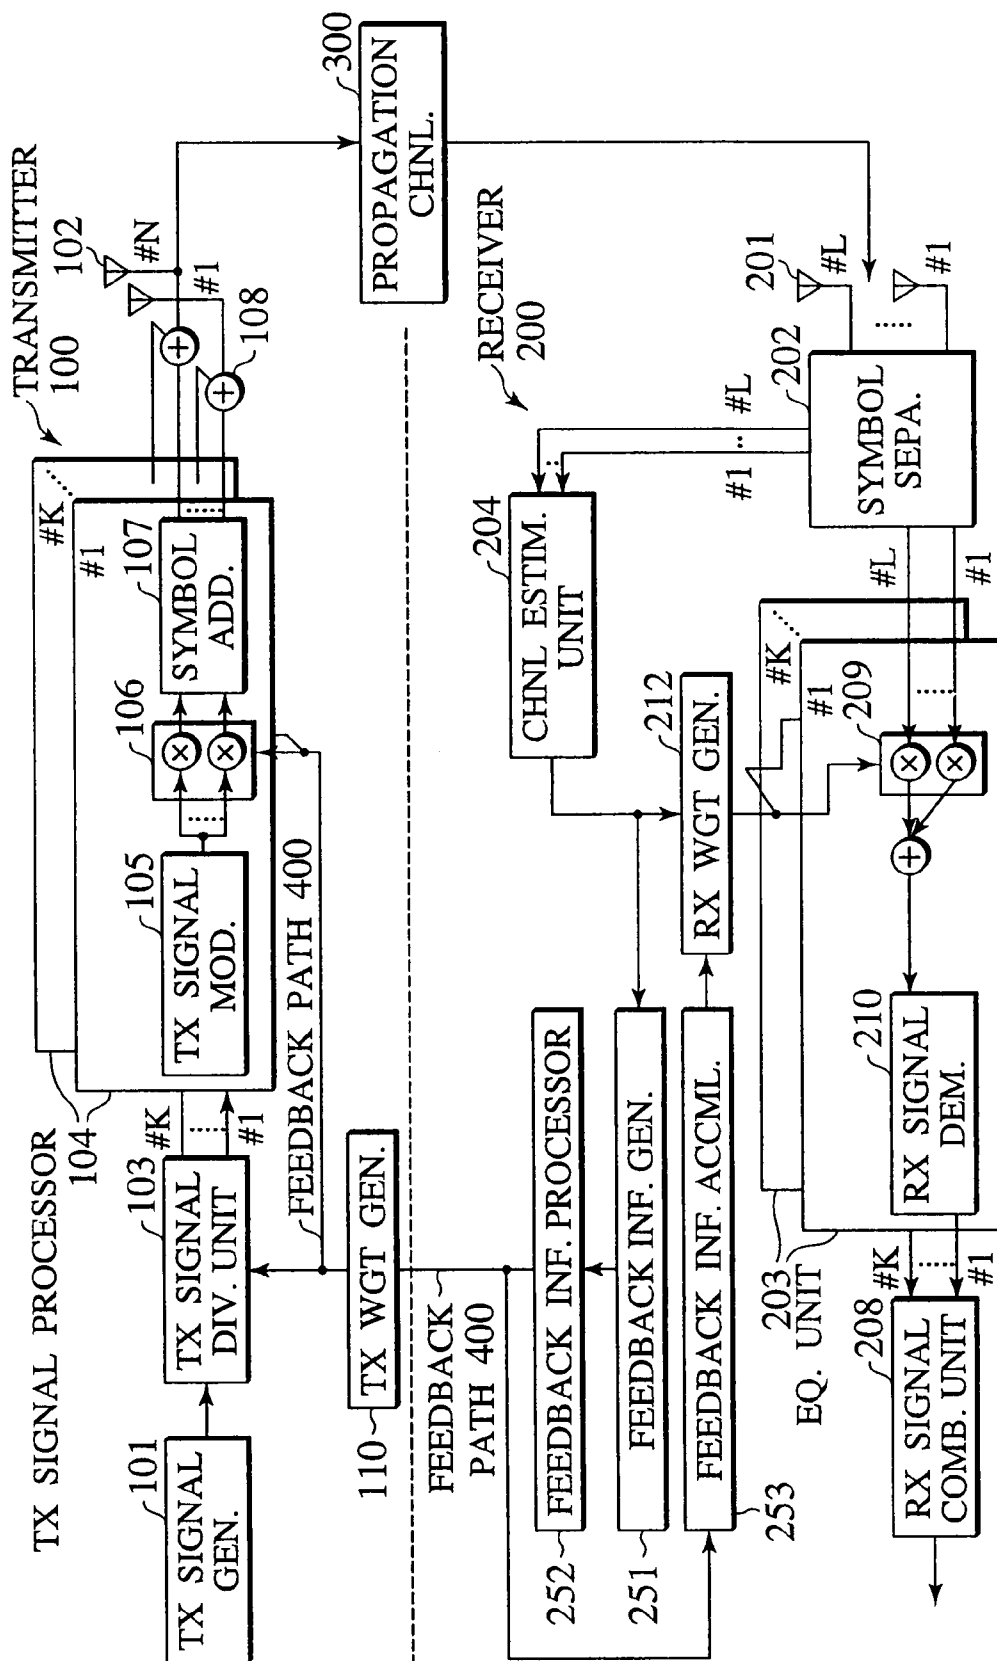 TRANSMITTER
100
TX SIGNAL PROCESSOR
104
#K
#1
101
TX SIGNAL
GEN.
103
TX SIGNAL
DIV. UNIT
#K
#1
105
TX SIGNAL
MOD.
106
107
SYMBOL
ADD.
108
102
#N
#1
FEEDBACK PATH 400
110
TX WGT GEN.
300
PROPAGATION
CHNL.
FEEDBACK
PATH 400
RECEIVER
200
252
FEEDBACK INF. PROCESSOR
251
FEEDBACK INF. GEN.
253
FEEDBACK INF. ACCML.
204
CHNL ESTIM.
UNIT
#L
#1
212
RX WGT GEN.
201
#L
#1
202
SYMBOL
SEPA.
#L
#1
#K
#1
209
203
EQ. UNIT
210
RX SIGNAL
DEM.
#K
#1
208
RX SIGNAL
COMB. UNIT